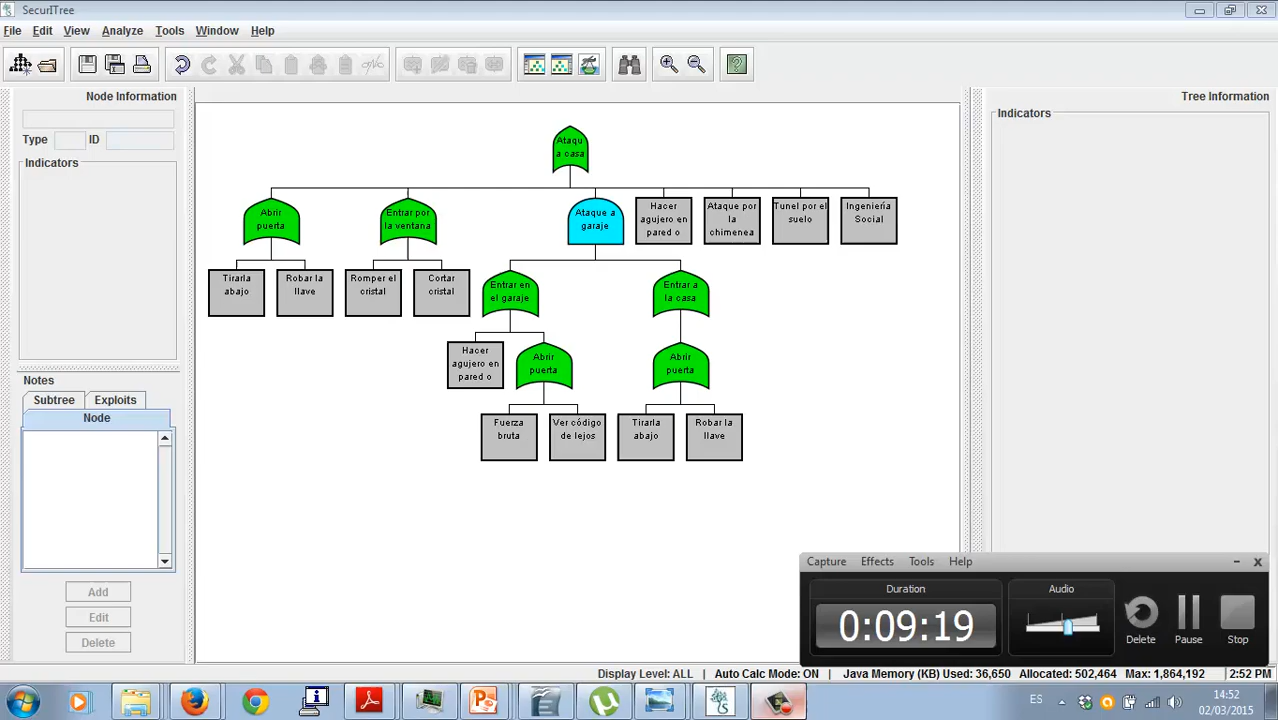 SecurITree
File Edit View Analyze Tools Window Help
Node Information
Type ID
Indicators
Notes
Subtree Exploits
Node
Add
Edit
Delete
Ataqu
a casa
Abrir
puerta
Entrar por
la ventana
Ataque a
garaje
Hacer
agujero en
pared o
Ataque por
la
chimenea
Tunel por el
suelo
Ingeniería
Social
Tirarla
abajo
Robar la
llave
Romper el
cristal
Cortar
cristal
Entrar en
el garaje
Entrar a
la casa
Hacer
agujero en
pared o
Abrir
puerta
Abrir
puerta
Fuerza
bruta
Ver código
de lejos
Tirarla
abajo
Robar la
llave
Tree Information
Indicators
Capture Effects Tools Help
Duration
0:09:19
Audio
Delete Pause Stop
Display Level: ALL | Auto Calc Mode: ON | Java Memory (KB) Used: 36,650 Allocated: 502,464 Max: 1,864,192 | 2:52 PM
ES
14:52
02/03/2015